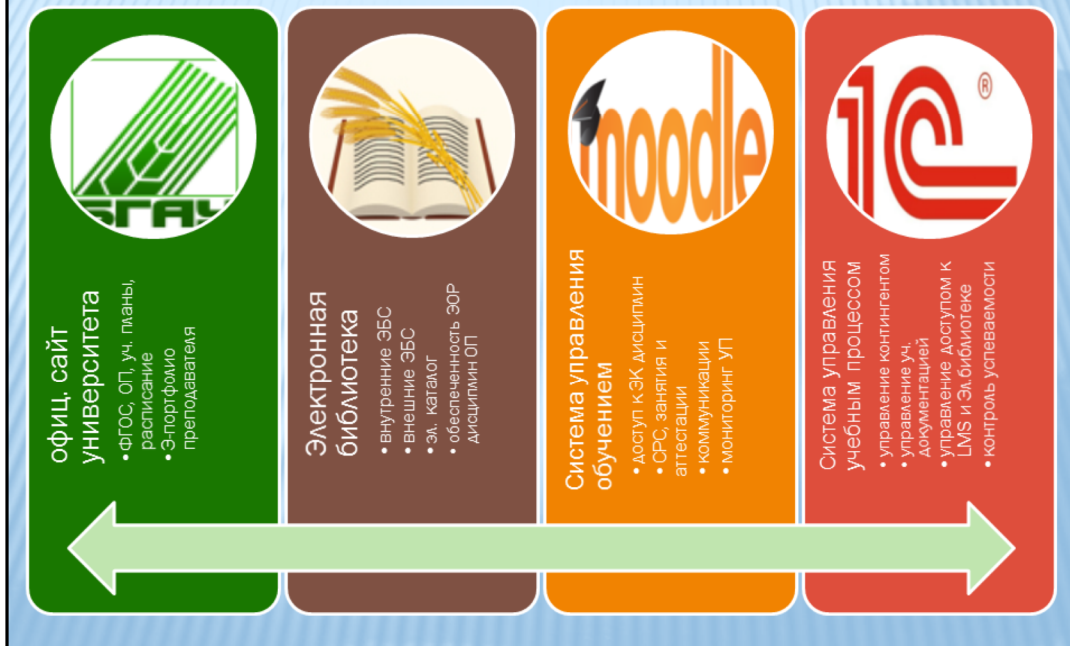 БГАУ
офиц. сайт
университета
• ФГОС, ОП, уч. планы,
расписание
• Э-портфолио
преподавателя
Электронная
библиотека
• внутренние ЭБС
• внешние ЭБС
• эл. каталог
• обеспеченность ЭОР
дисциплин ОП
moodle
Система управления
обучением
• доступ к ЭК дисциплин
• СРС, занятия и
аттестации
• коммуникации
• мониторинг УП
1С®
Система управления
учебным процессом
• управление контингентом
• управление уч.
документацией
• управление доступом к
LMS и Эл.библиотеке
• контроль успеваемости